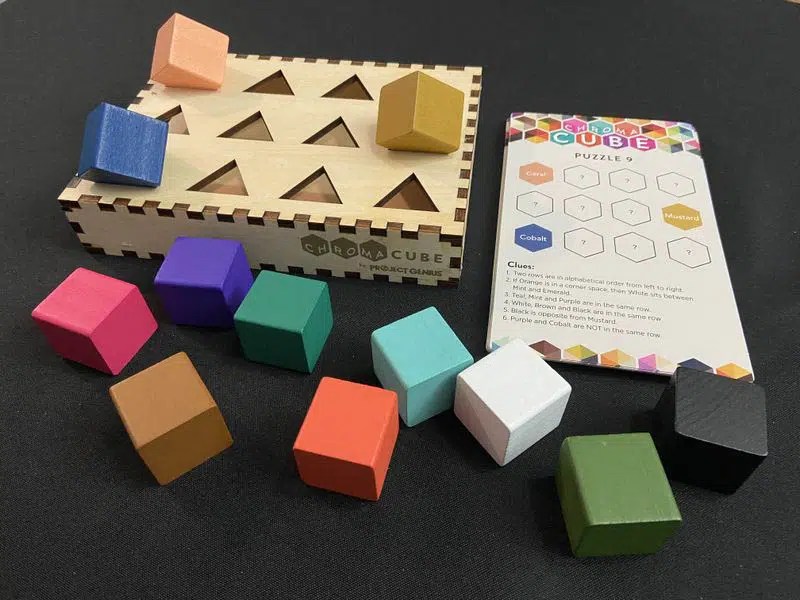 CHROMA
CUBE
PUZZLE 9
Coral ? ? ?
? ? ? Mustard
Cobalt ? ? ?
Clues:
1. Two rows are in alphabetical order from left to right.
2. If Orange is in a corner space, then White sits between
Mint and Emerald.
3. Teal, Mint and Purple are in the same row.
4. White, Brown and Black are in the same row.
5. Black is opposite from Mustard.
6. Purple and Cobalt are NOT in the same row.
CHROMA CUBE
by PROJECT GENIUS